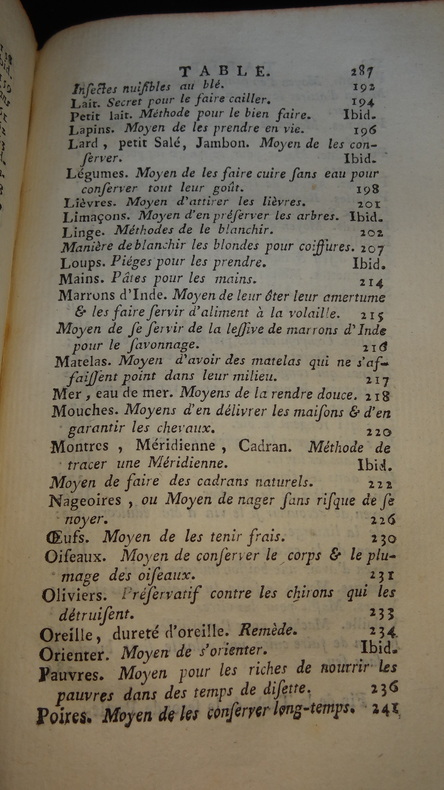 TABLE. 287
Inſectes nuiſibles au blé. 192
Lait. Secret pour le faire cailler. 194
Petit lait. Méthode pour le bien faire. Ibid.
Lapins. Moyen de les prendre en vie. 196
Lard, petit Salé, Jambon. Moyen de les con-
ſerver. Ibid.
Légumes. Moyen de les faire cuire ſans eau pour
conſerver tout leur goût. 198
Lièvres. Moyen d'attirer les lièvres. 201
Limaçons. Moyen d'en préſerver les arbres. Ibid.
Linge. Méthodes de le blanchir. 202
Manière de blanchir les blondes pour coiffures. 207
Loups. Piéges pour les prendre. Ibid.
Mains. Pâtes pour les mains. 214
Marrons d'Inde. Moyen de leur ôter leur amertume
& les faire ſervir d'aliment à la volaille. 215
Moyen de ſe ſervir de la leſſive de marrons d'Inde
pour le ſavonnage. 216
Matelas. Moyen d'avoir des matelas qui ne s'af-
faiſſent point dans leur milieu. 217
Mer, eau de mer. Moyens de la rendre douce. 218
Mouches. Moyens d'en délivrer les maiſons & d'en
garantir les chevaux. 220
Montres, Méridienne, Cadran. Méthode de
tracer une Méridienne. Ibid.
Moyen de faire des cadrans naturels. 222
Nageoires, ou Moyen de nager ſans riſque de ſe
noyer. 226
Œufs. Moyen de les tenir frais. 230
Oiſeaux. Moyen de conſerver le corps & le plu-
mage des oiſeaux. 231
Oliviers. Préſervatif contre les chirons qui les
détruiſent. 233
Oreille, dureté d'oreille. Remède. 234
Orienter. Moyen de s'orienter. Ibid.
Pauvres. Moyen pour les riches de nourrir les
pauvres dans des temps de diſette. 236
Poires. Moyen de les conſerver long-temps. 241